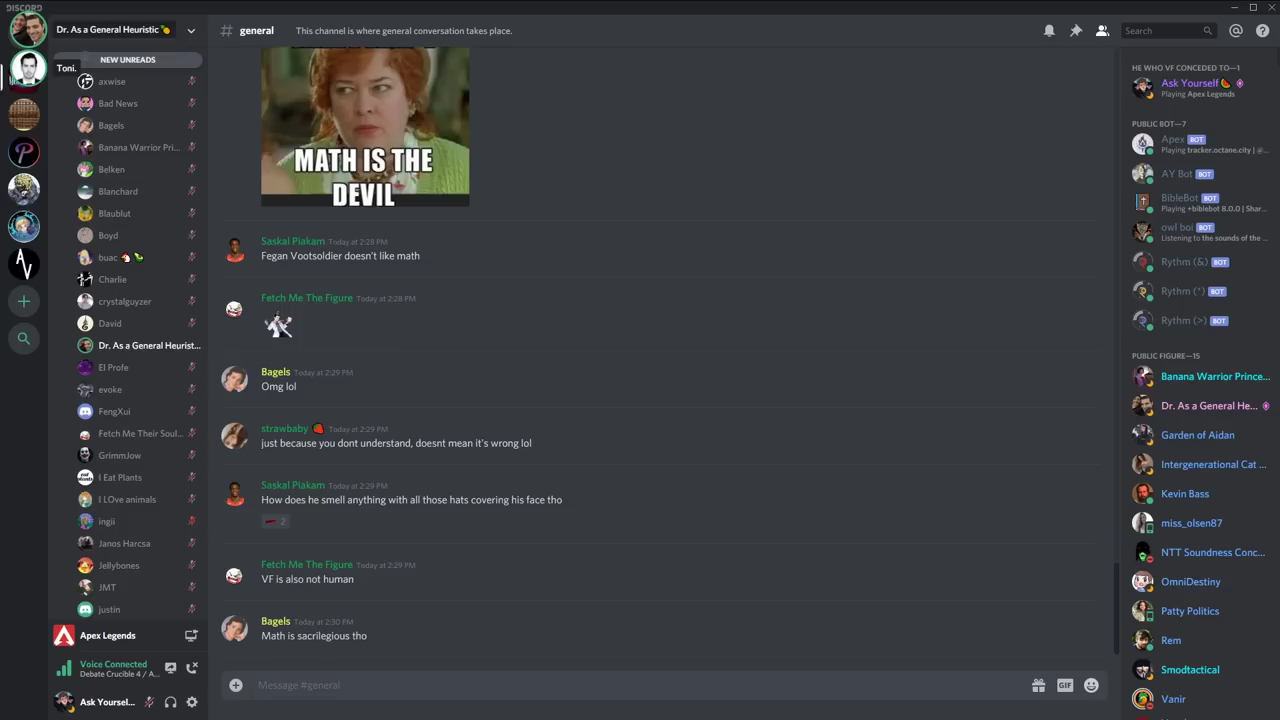 DISCORD
Dr. As a General Heuristic
general
This channel is where general conversation takes place.
Search
Toni.
NEW UNREADS
axwise
Bad News
Bagels
Banana Warrior Pri...
Belken
Blanchard
Blaublut
Boyd
buac
Charlie
crystalguyzer
David
Dr. As a General Heurist...
El Profe
evoke
FengXui
Fetch Me Their Soul...
GrimmJow
I Eat Plants
I LOve animals
ingii
Janos Harcsa
Jellybones
JMT
justin
Apex Legends
Voice Connected
Debate Crucible 4 / A...
Ask Yoursel...
MATH IS THE
DEVIL
Saskal Piakam Today at 2:28 PM
Fegan Vootsoldier doesn't like math
Fetch Me The Figure Today at 2:28 PM
Bagels Today at 2:29 PM
Omg lol
strawbaby Today at 2:29 PM
just because you dont understand, doesnt mean it's wrong lol
Saskal Piakam Today at 2:29 PM
How does he smell anything with all those hats covering his face tho
2
Fetch Me The Figure Today at 2:29 PM
VF is also not human
Bagels Today at 2:30 PM
Math is sacrilegious tho
Message #general
GIF
HE WHO VF CONCEDED TO—1
Ask Yourself
Playing Apex Legends
PUBLIC BOT—7
Apex BOT
Playing tracker.octane.city | @...
AY Bot BOT
BibleBot BOT
Playing +biblebot 8.0.0 | Shar...
owl boi BOT
Listening to the sounds of the ...
Rythm (&) BOT
Rythm (*) BOT
Rythm (>) BOT
PUBLIC FIGURE—15
Banana Warrior Prince...
Dr. As a General He...
Garden of Aidan
Intergenerational Cat ...
Kevin Bass
miss_olsen87
NTT Soundness Conc...
OmniDestiny
Patty Politics
Rem
Smodtactical
Vanir